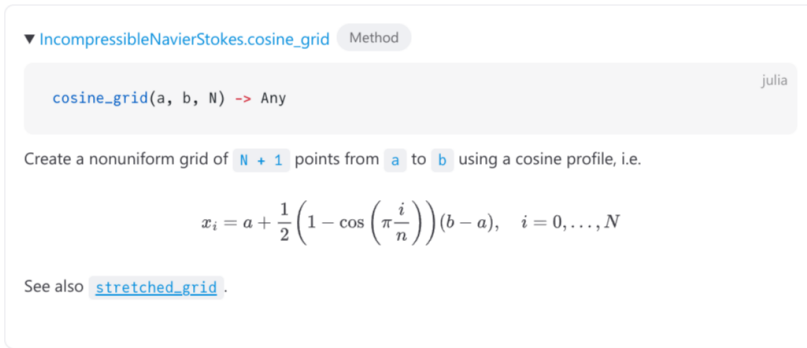 ▼ IncompressibleNavierStokes.cosine_grid Method
julia
cosine_grid(a, b, N) -> Any
Create a nonuniform grid of N + 1 points from a to b using a cosine profile, i.e.
x_i = a + \frac{1}{2}\left(1 - \cos\left(\pi \frac{i}{n}\right)\right)(b - a), \quad i = 0, \dots, N
See also stretched_grid .